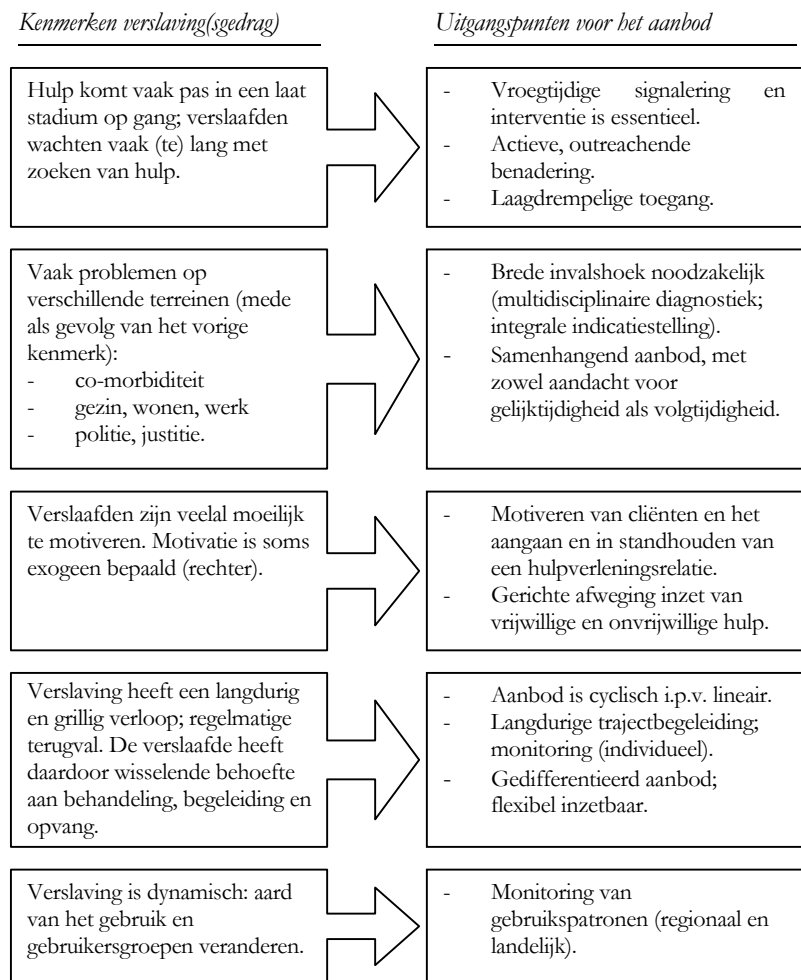 Kenmerken verslaving(sgedrag)
Uitgangspunten voor het aanbod
Hulp komt vaak pas in een laat
stadium op gang; verslaafden
wachten vaak (te) lang met
zoeken van hulp.
- Vroegtijdige signalering en
interventie is essentieel.
- Actieve, outreachende
benadering.
- Laagdrempelige toegang.
Vaak problemen op
verschillende terreinen (mede
als gevolg van het vorige
kenmerk):
- co-morbiditeit
- gezin, wonen, werk
- politie, justitie.
- Brede invalshoek noodzakelijk
(multidisciplinaire diagnostiek;
integrale indicatiestelling).
- Samenhangend aanbod, met
zowel aandacht voor
gelijktijdigheid als volgtijdigheid.
Verslaafden zijn veelal moeilijk
te motiveren. Motivatie is soms
exogeen bepaald (rechter).
- Motiveren van cliënten en het
aangaan en in standhouden van
een hulpverleningsrelatie.
- Gerichte afweging inzet van
vrijwillige en onvrijwillige hulp.
Verslaving heeft een langdurig
en grillig verloop; regelmatige
terugval. De verslaafde heeft
daardoor wisselende behoefte
aan behandeling, begeleiding en
opvang.
- Aanbod is cyclisch i.p.v. lineair.
- Langdurige trajectbegeleiding;
monitoring (individueel).
- Gedifferentieerd aanbod;
flexibel inzetbaar.
Verslaving is dynamisch: aard
van het gebruik en
gebruikersgroepen veranderen.
- Monitoring van
gebruikspatronen (regionaal en
landelijk).